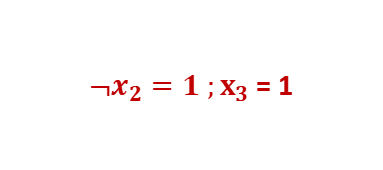 ¬x₂ = 1 ; x₃ = 1